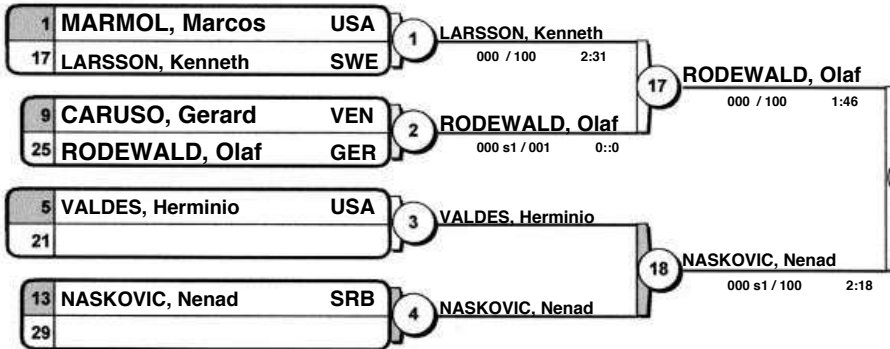 1 MARMOL, Marcos USA
17 LARSSON, Kenneth SWE
1
LARSSON, Kenneth
000 / 100 2:31
9 CARUSO, Gerard VEN
25 RODEWALD, Olaf GER
2
RODEWALD, Olaf
000 s1 / 001 0::0
17
RODEWALD, Olaf
000 / 100 1:46
5 VALDES, Herminio USA
21
3
VALDES, Herminio
13 NASKOVIC, Nenad SRB
29
4
NASKOVIC, Nenad
18
NASKOVIC, Nenad
000 s1 / 100 2:18